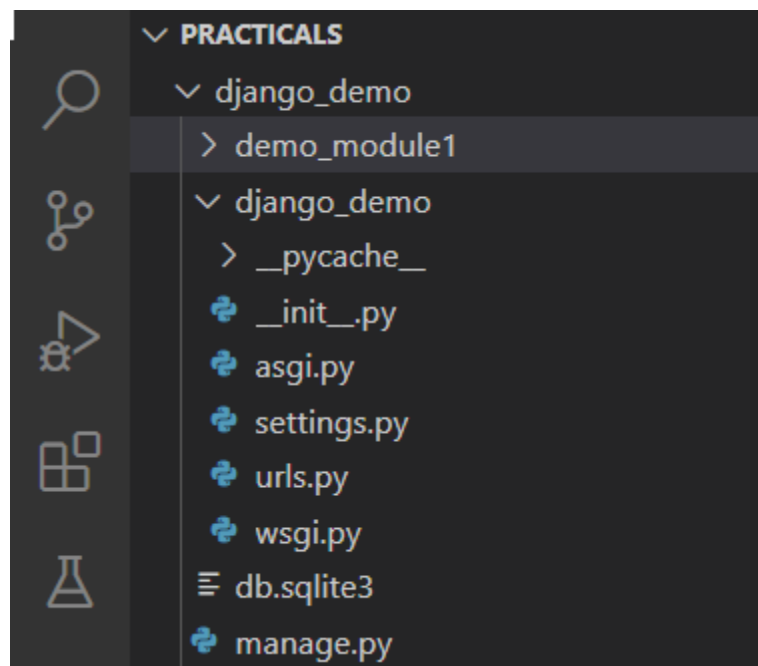 PRACTICALS
django_demo
demo_module1
django_demo
__pycache__
__init__.py
asgi.py
settings.py
urls.py
wsgi.py
db.sqlite3
manage.py